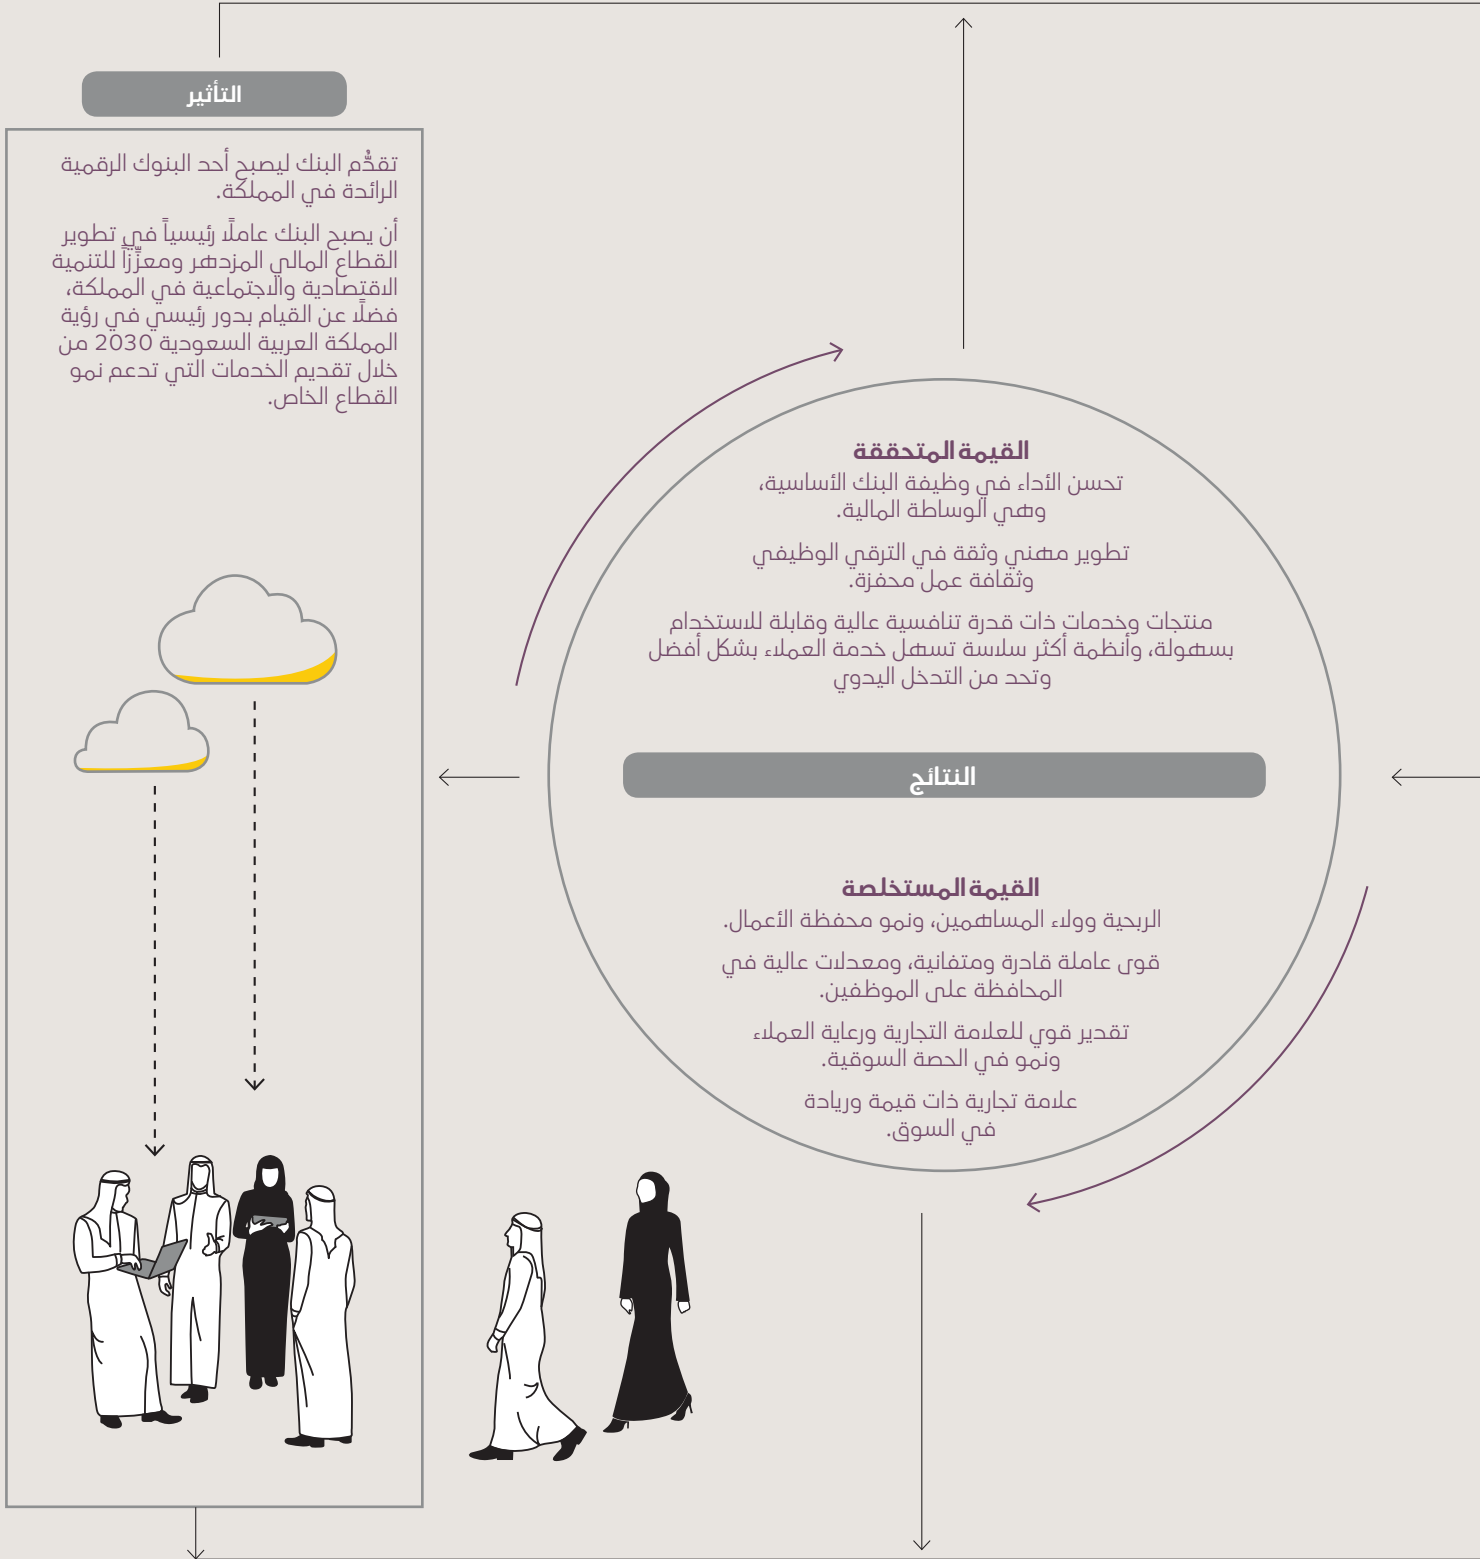 القيمة المتحققة
تحسن الأداء في وظيفة البنك الأساسية،
وهي الوساطة المالية.
تطوير مهني وثقة في الترقي الوظيفي
وثقافة عمل محفزة.
منتجات وخدمات ذات قدرة تنافسية عالية وقابلة للاستخدام
بسهولة، وأنظمة أكثر سلاسة تسهل خدمة العملاء بشكل أفضل
وتحد من التدخل اليدوي
النتائج
القيمة المستخلصة
الربحية وولاء المساهمين، ونمو محفظة الأعمال.
قوى عاملة قادرة ومتفانية، ومعدلات عالية في
المحافظة على الموظفين.
تقدير قوي للعلامة التجارية ورعاية العملاء
ونمو في الحصة السوقية.
علامة تجارية ذات قيمة وريادة
في السوق.
التأثير
تقدُّم البنك ليصبح أحد البنوك الرقمية
الرائدة في المملكة.
أن يصبح البنك عاملًا رئيسياً في تطوير
القطاع المالي المزدهر ومعزِّزاً للتنمية
الاقتصادية والاجتماعية في المملكة،
فضلًا عن القيام بدور رئيسي في رؤية
المملكة العربية السعودية 2030 من
خلال تقديم الخدمات التي تدعم نمو
القطاع الخاص.